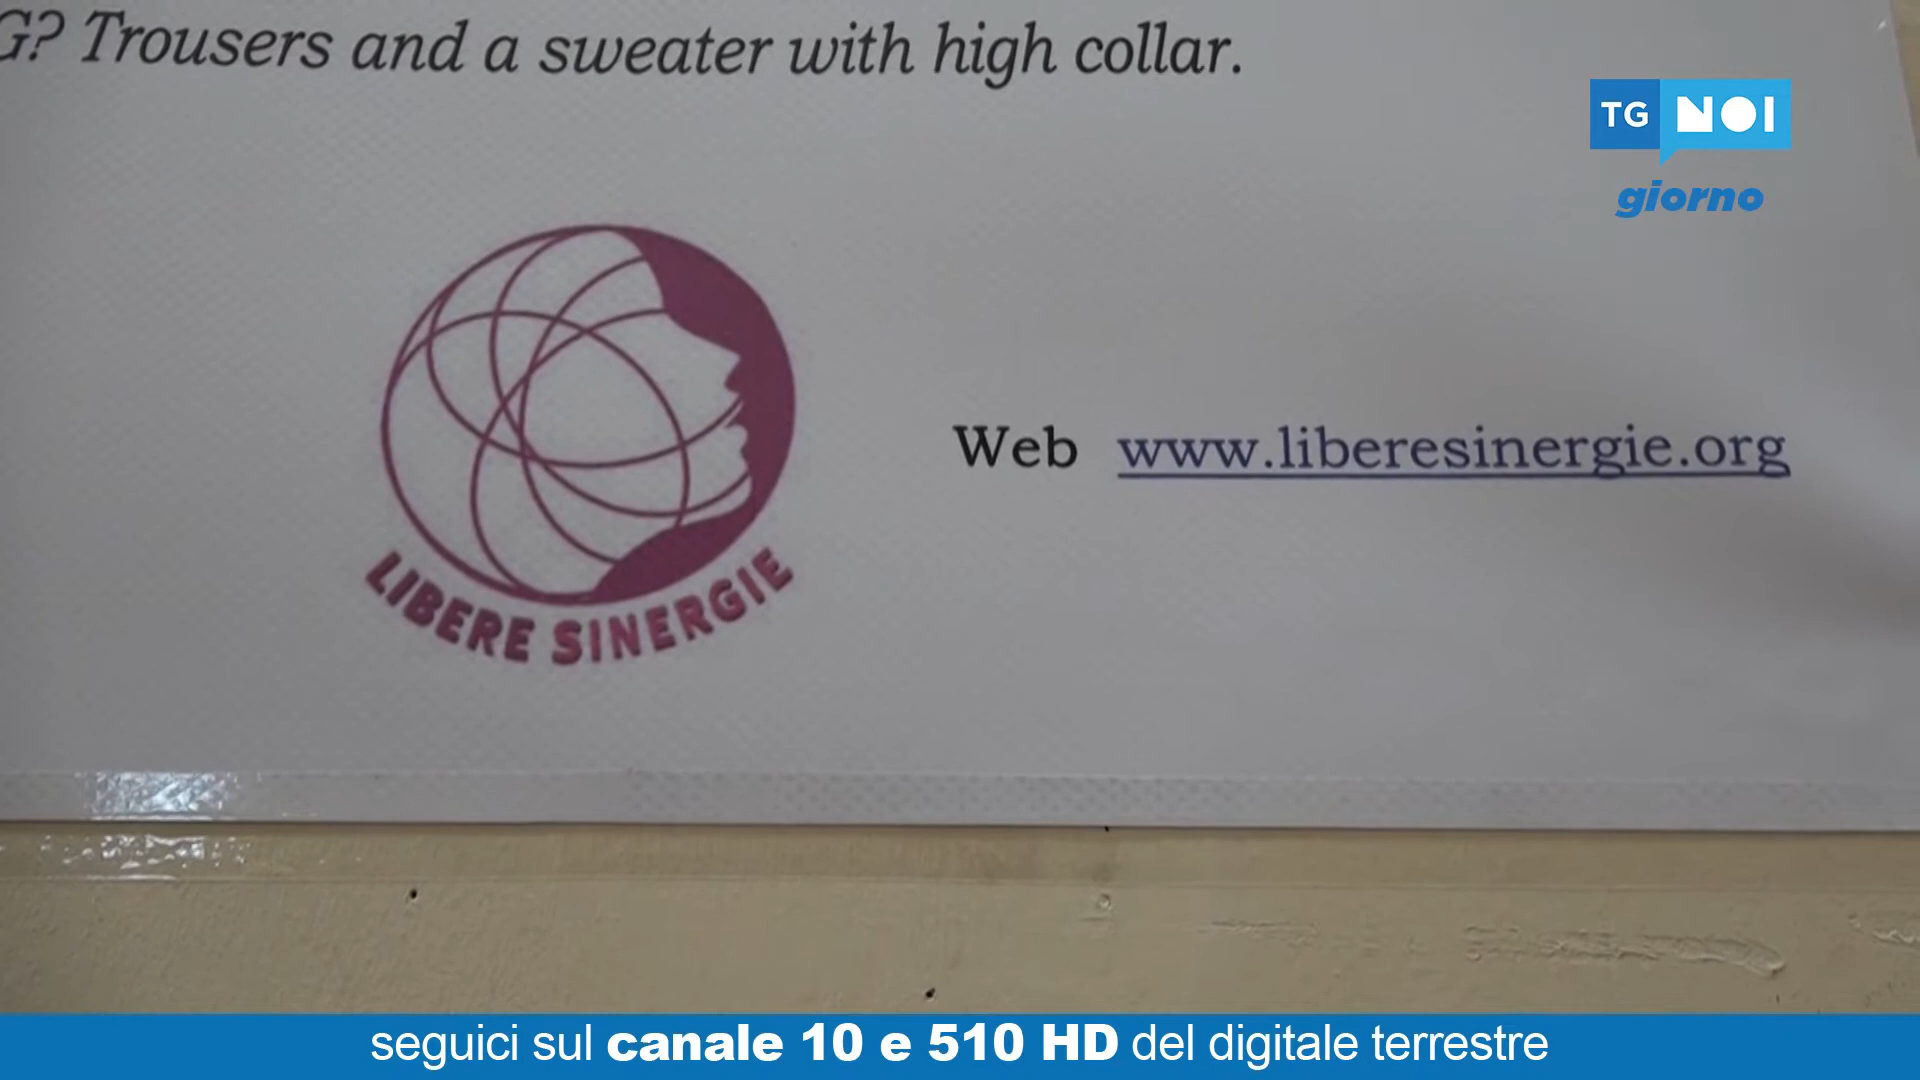 G? Trousers and a sweater with high collar.
TG NOI
giorno
Web www.liberesinergie.org
LIBERE SINERGIE
seguici sul canale 10 e 510 HD del digitale terrestre